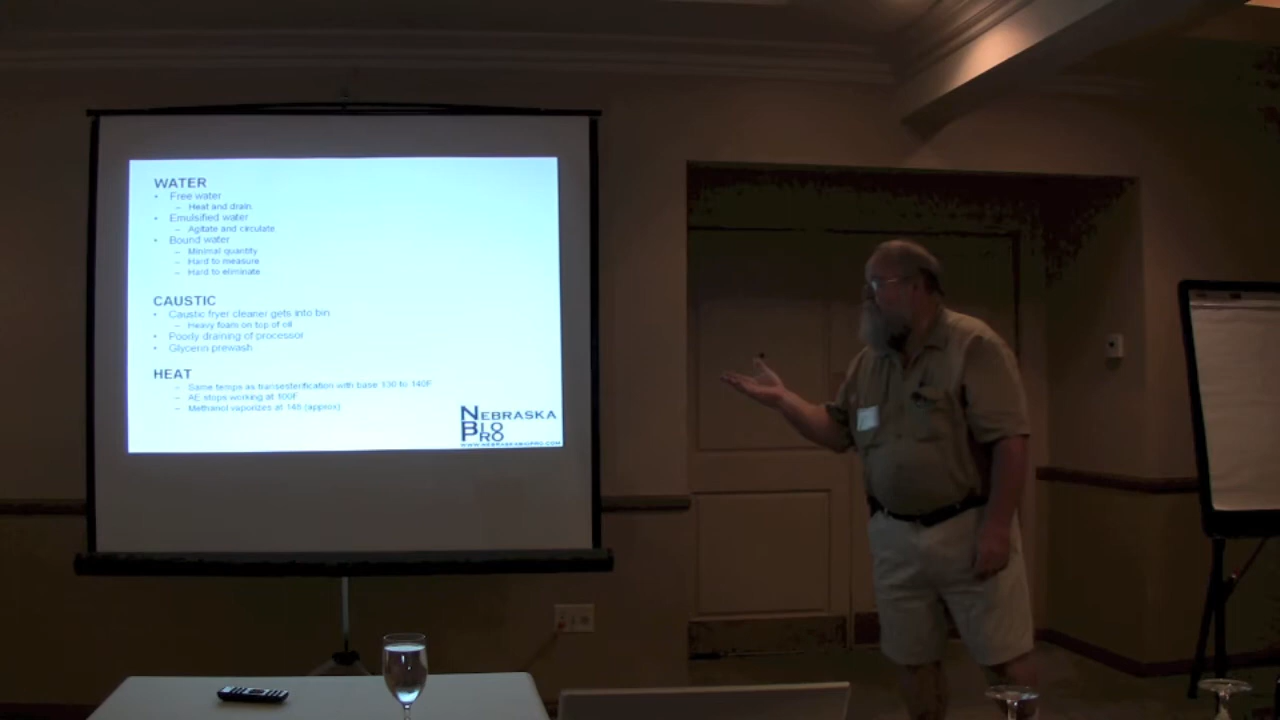 WATER
• Free water
– Heat and drain.
• Emulsified water
– Agitate and circulate
• Bound water
– Minimal quantity
– Hard to measure
– Hard to eliminate
CAUSTIC
• Caustic fryer cleaner gets into bin
– Heavy foam on top of oil
• Poorly draining of processor
• Glycerin prewash
HEAT
– Same temps as transesterification with base 130 to 140F
– AE stops working at 100F
– Methanol vaporizes at 148 (approx)
NEBRASKA
BIO
PRO
WWW.NEBRASKABIOPRO.COM